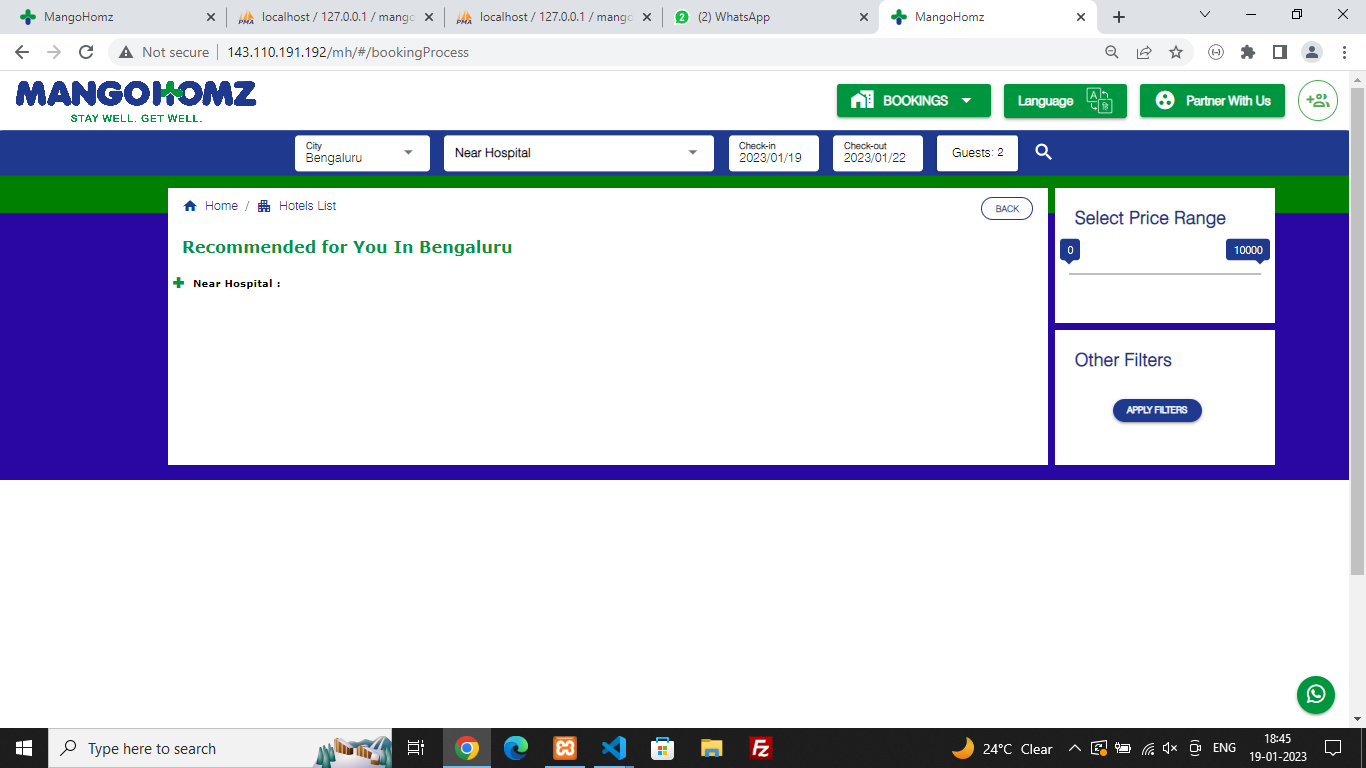 MangoHomz
localhost / 127.0.0.1 / mango
localhost / 127.0.0.1 / mango
2
(2) WhatsApp
MangoHomz
Not secure
143.110.191.192/mh/#/bookingProcess
MANGOHOMZ
STAY WELL. GET WELL.
BOOKINGS
Language
Partner With Us
City
Bengaluru
Near Hospital
Check-in
2023/01/19
Check-out
2023/01/22
Guests: 2
Home / Hotels List
BACK
Recommended for You In Bengaluru
Near Hospital :
Select Price Range
0
10000
Other Filters
APPLY FILTERS
Type here to search
24°C Clear
ENG
18:45
19-01-2023